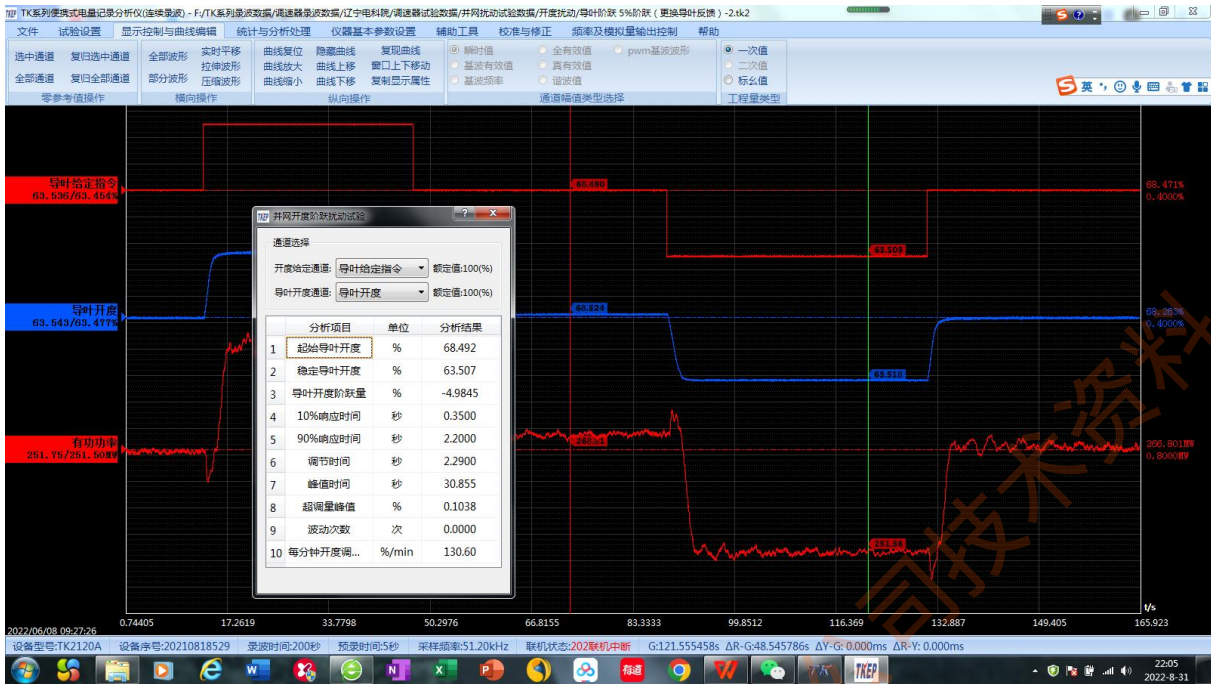 TK系列便携式电量记录分析仪(连续录波) - F:/TK系列录波数据/调速器录波数据/辽宁电科院/调速器试验数据/并网扰动试验数据/开度扰动/导叶阶跃 5%阶跃（更换导叶反馈）-2.tk2
文件 试验设置 显示控制与曲线编辑 统计与分析处理 仪器基本参数设置 辅助工具 校准与修正 频率及模拟量输出控制 帮助
选中通道 复归选中通道 全部波形 实时平移 曲线复位 隐藏曲线 复现曲线 瞬时值 全有效值 pwm基波波形 一次值
拉伸波形 曲线放大 曲线上移 窗口上下移动 基波有效值 真有效值 二次值
全部通道 复归全部通道 部分波形 压缩波形 曲线缩小 曲线下移 复制显示属性 基波频率 谐波值 标幺值
零参考值操作 横向操作 纵向操作 通道幅值类型选择 工程量类型
英
导叶给定指令
63.536/63.454%
68.490
68.471%
0.4000%
63.509
导叶开度
63.543/63.477%
68.524
68.263%
0.4000%
63.518
有功功率
251.75/251.50MW
266.801MW
0.8000MW
TKEP 并网开度阶跃扰动试验
通道选择
开度给定通道: 导叶给定指令 额定值:100(%)
导叶开度通道: 导叶开度 额定值:100(%)
分析项目 单位 分析结果
1 起始导叶开度 % 68.492
2 稳定导叶开度 % 63.507
3 导叶开度阶跃量 % -4.9845
4 10%响应时间 秒 0.3500
5 90%响应时间 秒 2.2000
6 调节时间 秒 2.2900
7 峰值时间 秒 30.855
8 超调量峰值 % 0.1038
9 波动次数 次 0.0000
10 每分钟开度调... %/min 130.60
t/s
0.74405 17.2619 33.7798 50.2976 66.8155 83.3333 99.8512 116.369 132.887 149.405 165.923
2022/06/08 09:27:26
设备型号:TK2120A 设备序号:20210818529 录波时间:200秒 预录时间:5秒 采样频率:51.20kHz 联机状态:202联机中断 G:121.555458s ΔR-G:48.545786s ΔY-G: 0.000ms ΔR-Y: 0.000ms
有道 TK TKEP
22:05
2022-8-31
司技术资料